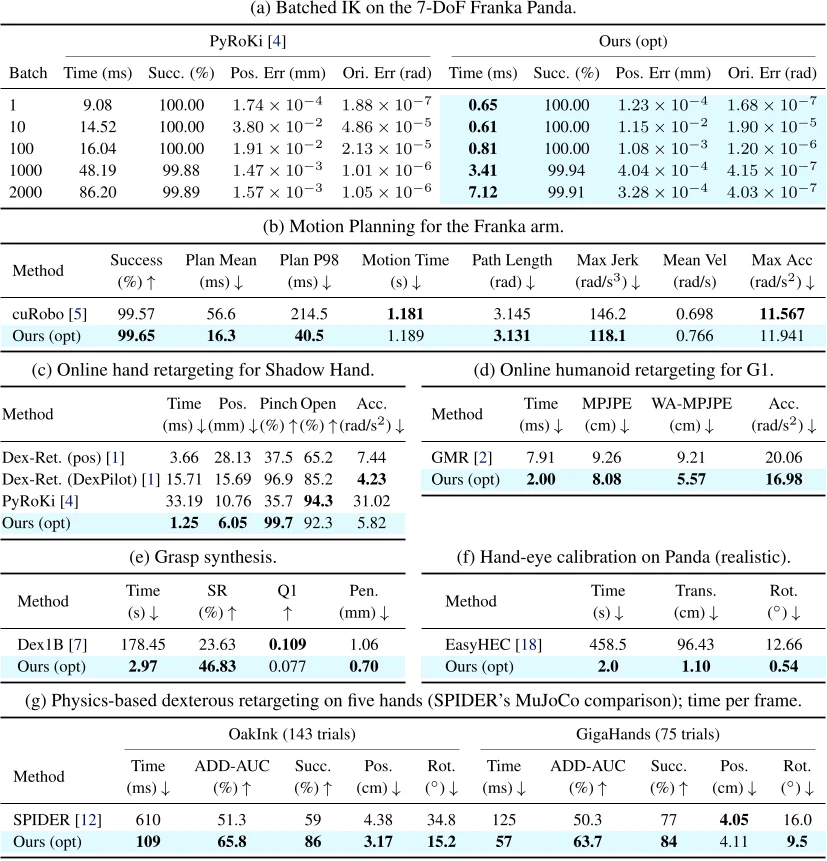 (a) Batched IK on the 7-DoF Franka Panda.
PyRoKi [4] Ours (opt)
Batch Time (ms) Succ. (%) Pos. Err (mm) Ori. Err (rad) Time (ms) Succ. (%) Pos. Err (mm) Ori. Err (rad)
1 9.08 100.00 1.74 × 10⁻⁴ 1.88 × 10⁻⁷ 0.65 100.00 1.23 × 10⁻⁴ 1.68 × 10⁻⁷
10 14.52 100.00 3.80 × 10⁻² 4.86 × 10⁻⁵ 0.61 100.00 1.15 × 10⁻² 1.90 × 10⁻⁵
100 16.04 100.00 1.91 × 10⁻² 2.13 × 10⁻⁵ 0.81 100.00 1.08 × 10⁻³ 1.20 × 10⁻⁶
1000 48.19 99.88 1.47 × 10⁻³ 1.01 × 10⁻⁶ 3.41 99.94 4.04 × 10⁻⁴ 4.15 × 10⁻⁷
2000 86.20 99.89 1.57 × 10⁻³ 1.05 × 10⁻⁶ 7.12 99.91 3.28 × 10⁻⁴ 4.03 × 10⁻⁷
(b) Motion Planning for the Franka arm.
Method Success Plan Mean Plan P98 Motion Time Path Length Max Jerk Mean Vel Max Acc
(%) ↑ (ms) ↓ (ms) ↓ (s) ↓ (rad) ↓ (rad/s³) ↓ (rad/s) (rad/s²) ↓
cuRobo [5] 99.57 56.6 214.5 1.181 3.145 146.2 0.698 11.567
Ours (opt) 99.65 16.3 40.5 1.189 3.131 118.1 0.766 11.941
(c) Online hand retargeting for Shadow Hand.
Method Time Pos. Pinch Open Acc.
(ms) ↓ (mm) ↓ (%) ↑ (%) ↑ (rad/s²) ↓
Dex-Ret. (pos) [1] 3.66 28.13 37.5 65.2 7.44
Dex-Ret. (DexPilot) [1] 15.71 15.69 96.9 85.2 4.23
PyRoKi [4] 33.19 10.76 35.7 94.3 31.02
Ours (opt) 1.25 6.05 99.7 92.3 5.82
(d) Online humanoid retargeting for G1.
Method Time MPJPE WA-MPJPE Acc.
(ms) ↓ (cm) ↓ (cm) ↓ (rad/s²) ↓
GMR [2] 7.91 9.26 9.21 20.06
Ours (opt) 2.00 8.08 5.57 16.98
(e) Grasp synthesis.
Method Time SR Q1 Pen.
(s) ↓ (%) ↑ ↑ (mm) ↓
Dex1B [7] 178.45 23.63 0.109 1.06
Ours (opt) 2.97 46.83 0.077 0.70
(f) Hand-eye calibration on Panda (realistic).
Method Time Trans. Rot.
(s) ↓ (cm) ↓ (°) ↓
EasyHEC [18] 458.5 96.43 12.66
Ours (opt) 2.0 1.10 0.54
(g) Physics-based dexterous retargeting on five hands (SPIDER's MuJoCo comparison); time per frame.
OakInk (143 trials) GigaHands (75 trials)
Method Time ADD-AUC Succ. Pos. Rot. Time ADD-AUC Succ. Pos. Rot.
(ms) ↓ (%) ↑ (%) ↑ (cm) ↓ (°) ↓ (ms) ↓ (%) ↑ (%) ↑ (cm) ↓ (°) ↓
SPIDER [12] 610 51.3 59 4.38 34.8 125 50.3 77 4.05 16.0
Ours (opt) 109 65.8 86 3.17 15.2 57 63.7 84 4.11 9.5